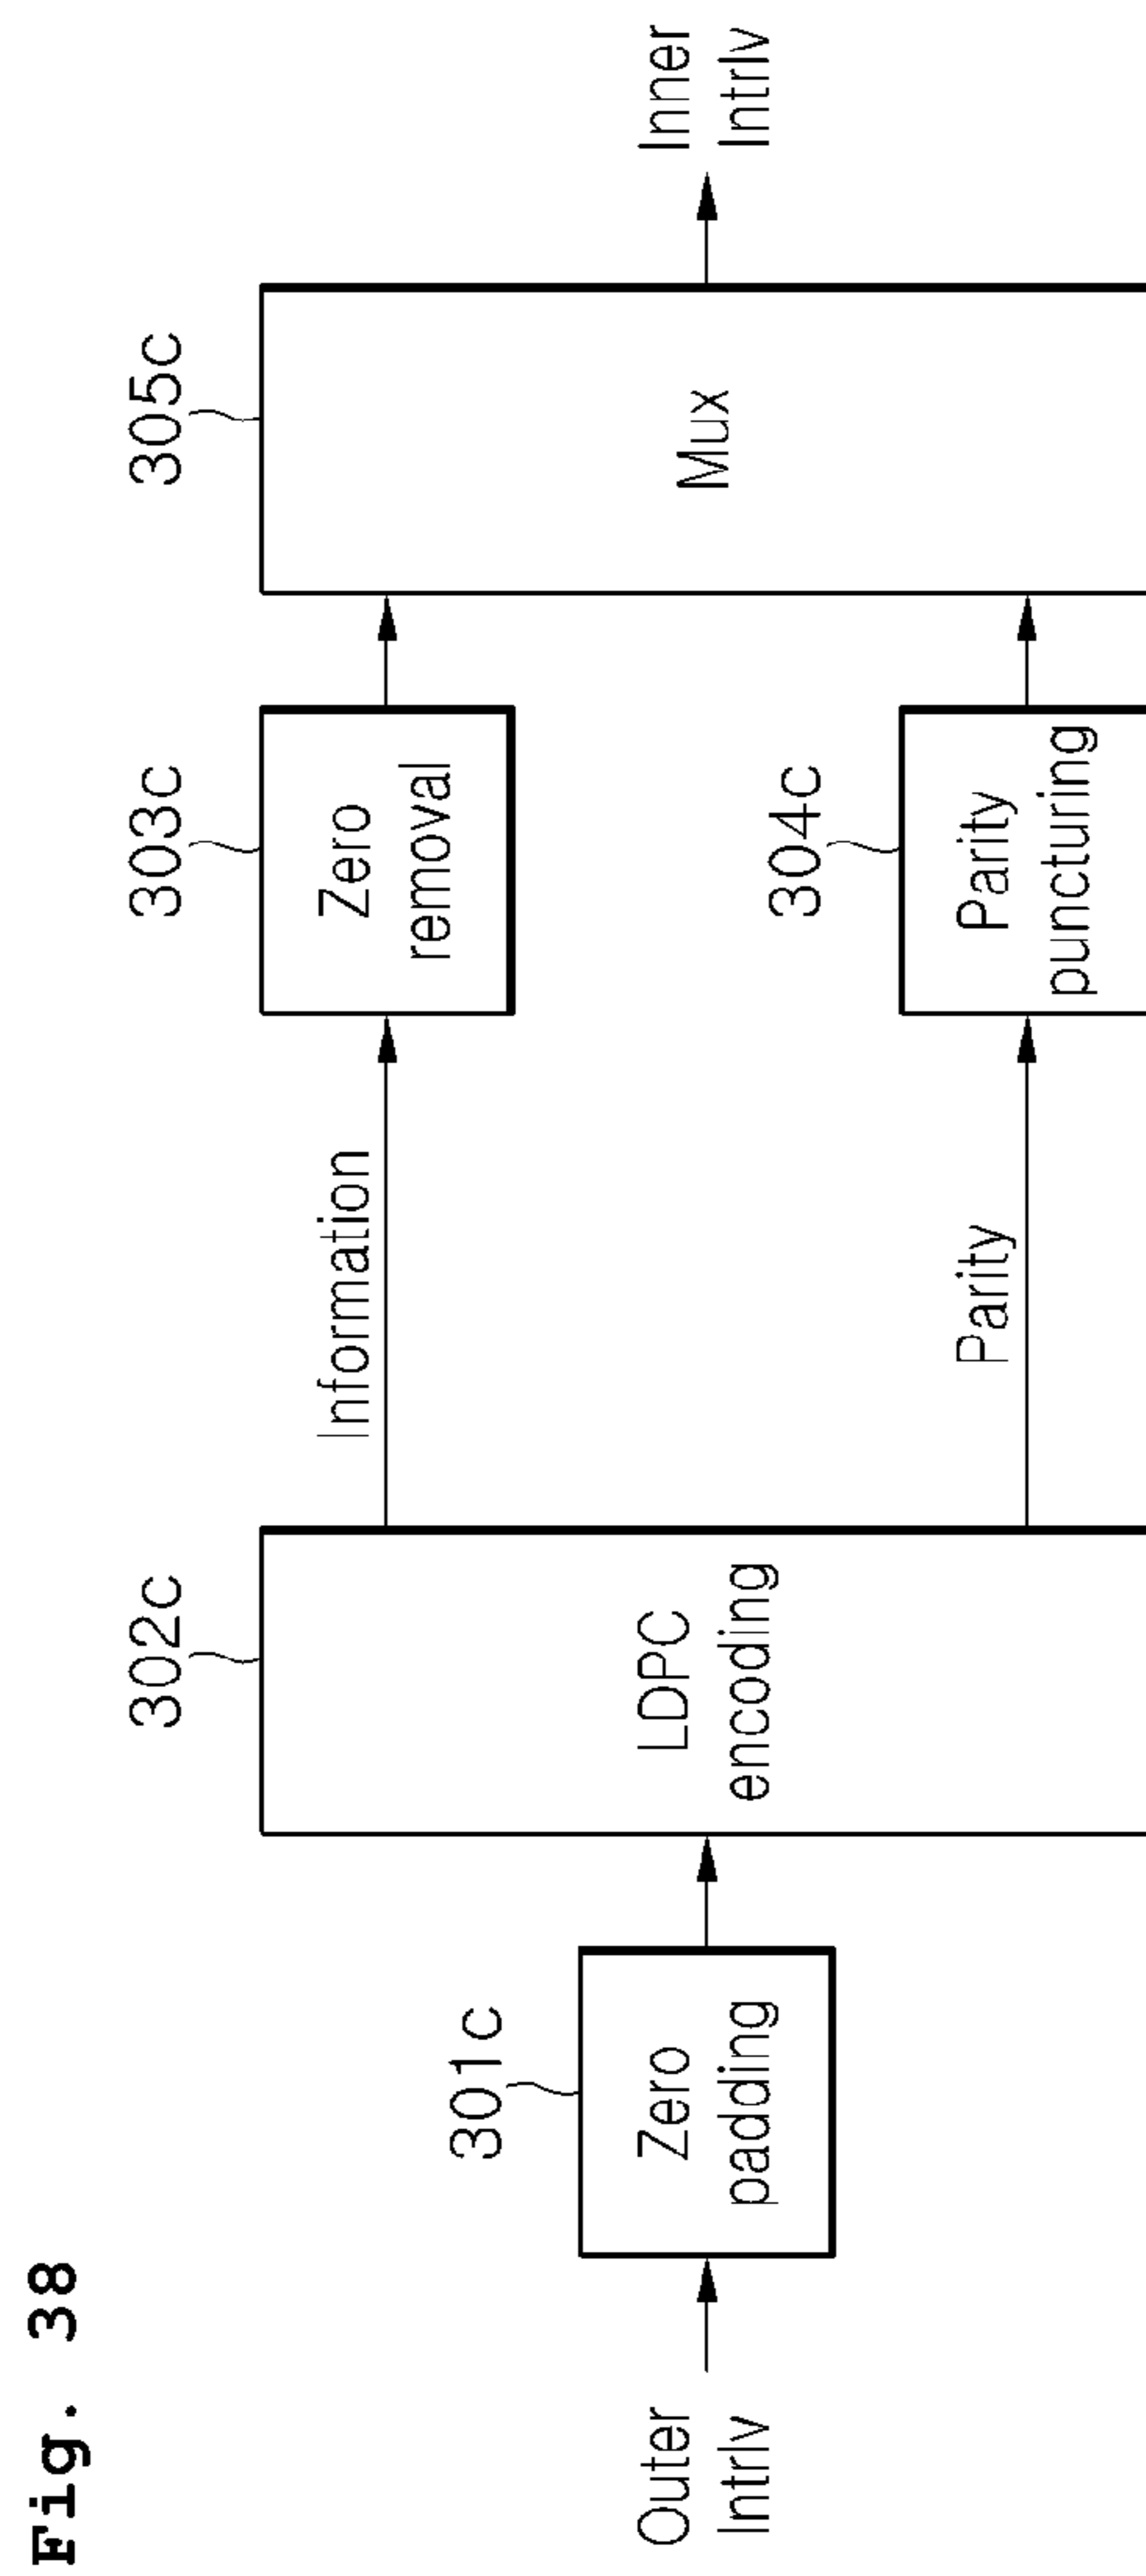 Fig. 38
Outer
Intrlv
301c
Zero
padding
302c
LDPC
encoding
Information
Parity
303c
Zero
removal
304c
Parity
puncturing
305c
Mux
Inner
Intrlv